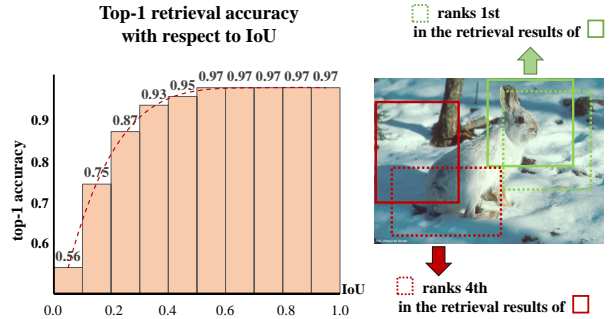 Top-1 retrieval accuracy
with respect to IoU
0.56
0.75
0.87
0.93
0.95
0.97
0.97
0.97
0.97
0.97
0.9
0.8
0.7
0.6
top-1 accuracy
0.0
0.2
0.4
0.6
0.8
1.0
IoU
ranks 1st
in the retrieval results of
ranks 4th
in the retrieval results of